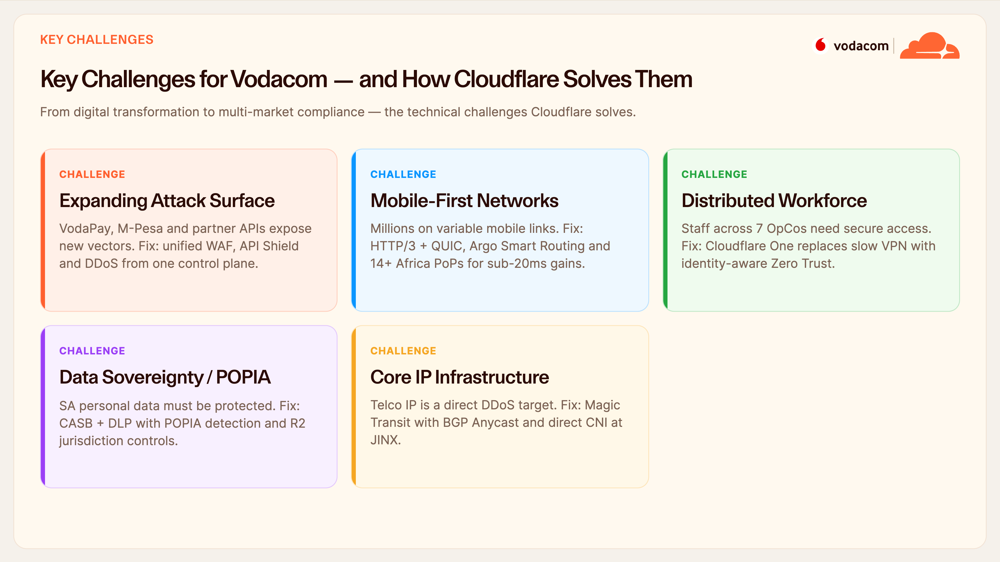 KEY CHALLENGES
vodacom
Key Challenges for Vodacom — and How Cloudflare Solves Them
From digital transformation to multi-market compliance — the technical challenges Cloudflare solves.
CHALLENGE
Expanding Attack Surface
VodaPay, M-Pesa and partner APIs expose
new vectors. Fix: unified WAF, API Shield
and DDoS from one control plane.
CHALLENGE
Mobile-First Networks
Millions on variable mobile links. Fix:
HTTP/3 + QUIC, Argo Smart Routing and
14+ Africa PoPs for sub-20ms gains.
CHALLENGE
Distributed Workforce
Staff across 7 OpCos need secure access.
Fix: Cloudflare One replaces slow VPN with
identity-aware Zero Trust.
CHALLENGE
Data Sovereignty / POPIA
SA personal data must be protected. Fix:
CASB + DLP with POPIA detection and R2
jurisdiction controls.
CHALLENGE
Core IP Infrastructure
Telco IP is a direct DDoS target. Fix: Magic
Transit with BGP Anycast and direct CNI at
JINX.